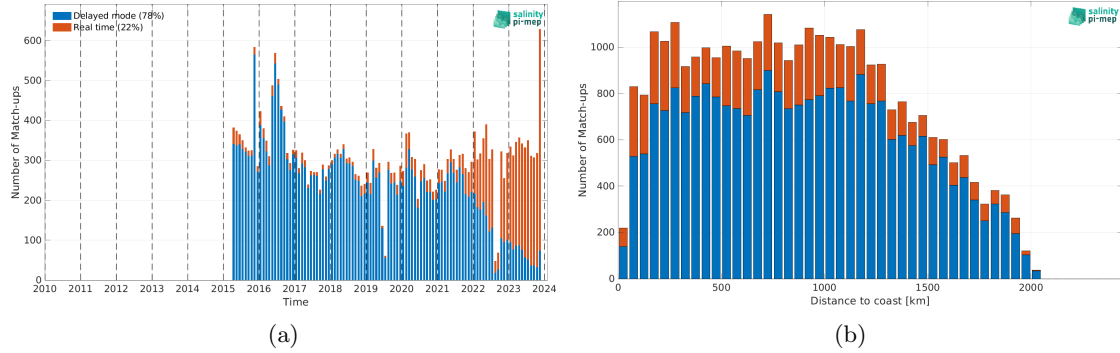 Delayed mode (78%)
Real time (22%)
salinity
pi-mep
Number of Match-ups
600
500
400
300
200
100
0
2010 2011 2012 2013 2014 2015 2016 2017 2018 2019 2020 2021 2022 2023 2024
Time
(a)
salinity
pi-mep
Number of Match-ups
1000
800
600
400
200
0
0 500 1000 1500 2000
Distance to coast [km]
(b)